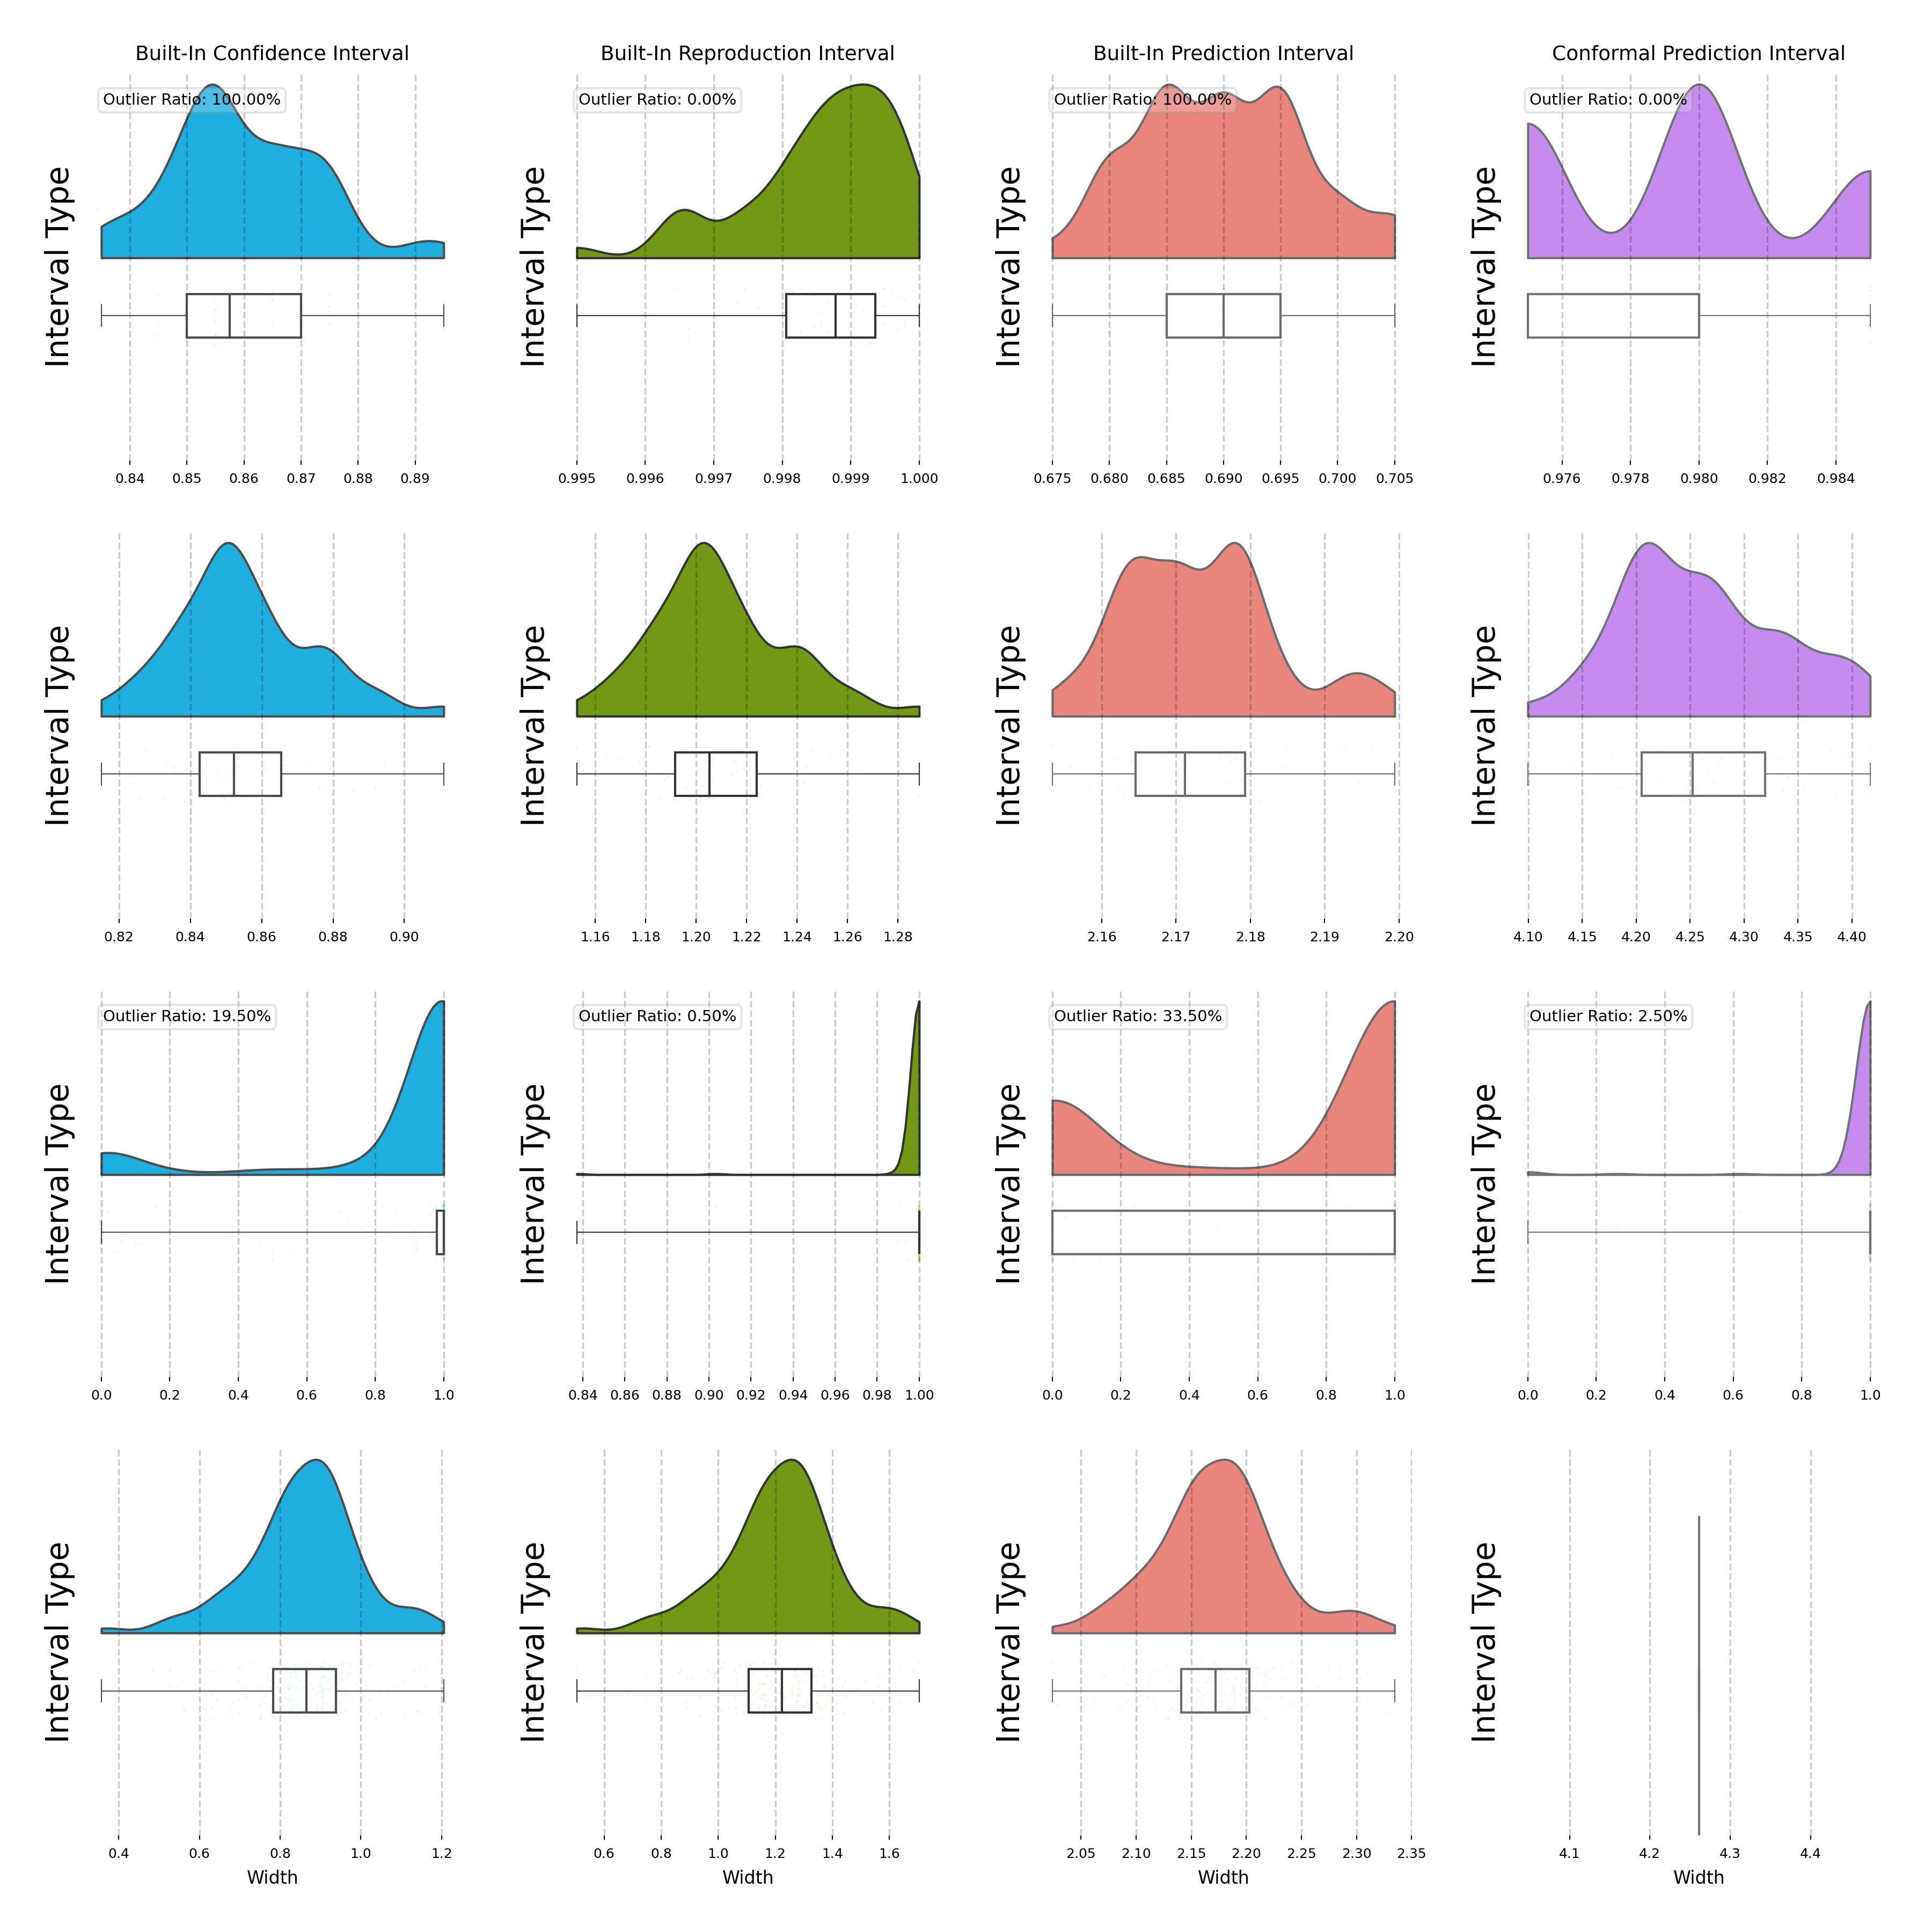 Built-In Confidence Interval
Built-In Reproduction Interval
Built-In Prediction Interval
Conformal Prediction Interval
Outlier Ratio: 100.00%
Outlier Ratio: 0.00%
Outlier Ratio: 100.00%
Outlier Ratio: 0.00%
Interval Type
Interval Type
Interval Type
Interval Type
0.84 0.85 0.86 0.87 0.88 0.89
0.995 0.996 0.997 0.998 0.999 1.000
0.675 0.680 0.685 0.690 0.695 0.700 0.705
0.976 0.978 0.980 0.982 0.984
Interval Type
Interval Type
Interval Type
Interval Type
0.82 0.84 0.86 0.88 0.90
1.16 1.18 1.20 1.22 1.24 1.26 1.28
2.16 2.17 2.18 2.19 2.20
4.10 4.15 4.20 4.25 4.30 4.35 4.40
Outlier Ratio: 19.50%
Outlier Ratio: 0.50%
Outlier Ratio: 33.50%
Outlier Ratio: 2.50%
Interval Type
Interval Type
Interval Type
Interval Type
0.0 0.2 0.4 0.6 0.8 1.0
0.84 0.86 0.88 0.90 0.92 0.94 0.96 0.98 1.00
0.0 0.2 0.4 0.6 0.8 1.0
0.0 0.2 0.4 0.6 0.8 1.0
Interval Type
Interval Type
Interval Type
Interval Type
0.4 0.6 0.8 1.0 1.2
0.6 0.8 1.0 1.2 1.4 1.6
2.05 2.10 2.15 2.20 2.25 2.30 2.35
4.1 4.2 4.3 4.4
Width
Width
Width
Width